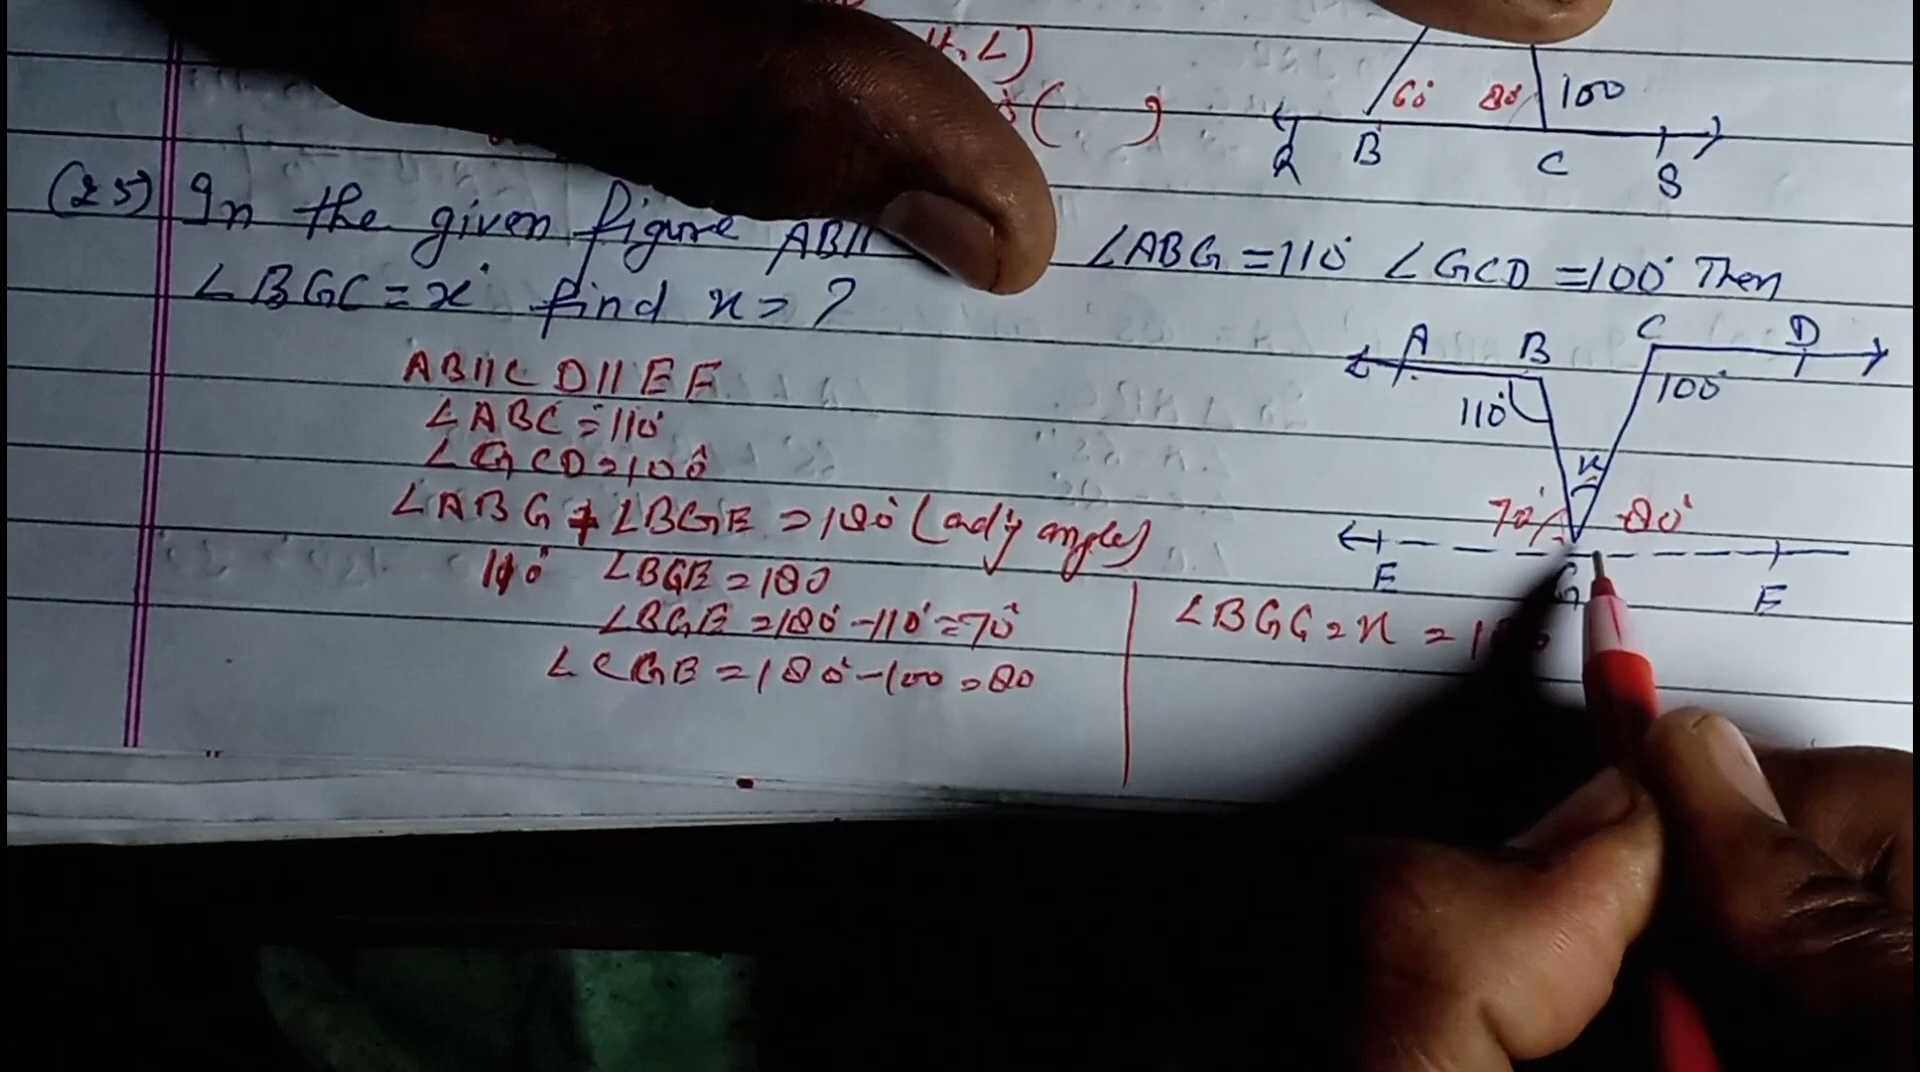 H, L)
( )
60° 80° 100
Q B C S
(25) In the given figure AB|| ∠ABG = 110° ∠GCD = 100° Then
∠BGC = x° find x = ?
AB || CD || EF
∠ABC = 110°
∠GCD = 100°
∠ABG + ∠BGE = 180° (adj angles)
110° ∠BGE = 180
∠BGE = 180° - 110° = 70°
∠CGE = 180° - 100 = 80
A B C D
110° 100°
x
70° 80°
E G F
∠BGC = x =